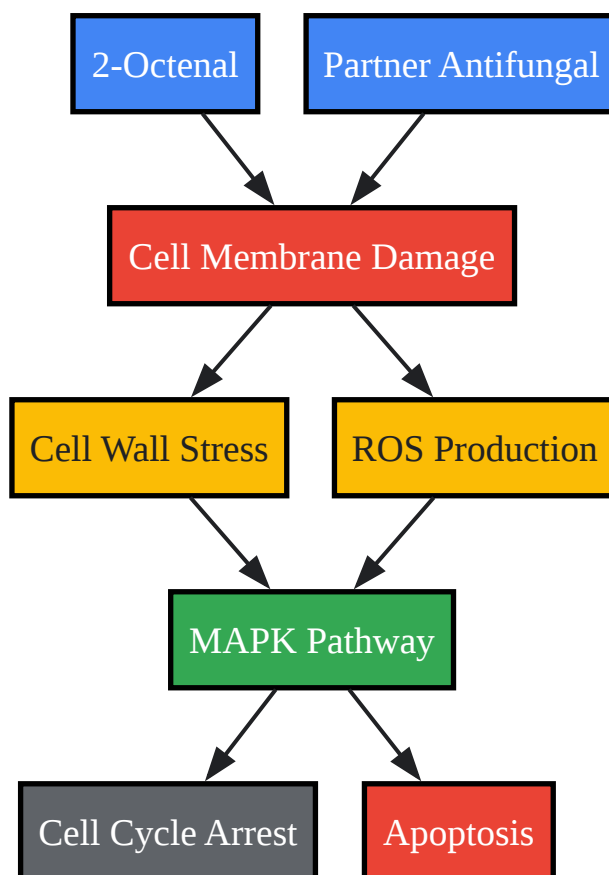 2-Octenal
Partner Antifungal
Cell Membrane Damage
Cell Wall Stress
ROS Production
MAPK Pathway
Cell Cycle Arrest
Apoptosis